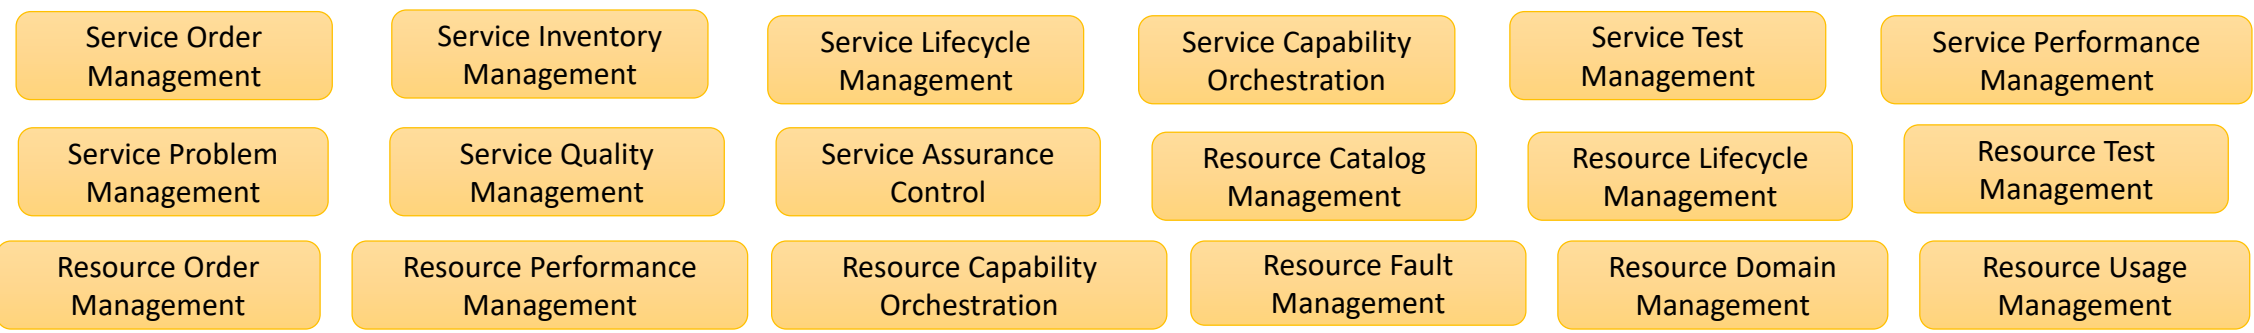 Service Order
Management
Service Inventory
Management
Service Lifecycle
Management
Service Capability
Orchestration
Service Test
Management
Service Performance
Management
Service Problem
Management
Service Quality
Management
Service Assurance
Control
Resource Catalog
Management
Resource Lifecycle
Management
Resource Test
Management
Resource Order
Management
Resource Performance
Management
Resource Capability
Orchestration
Resource Fault
Management
Resource Domain
Management
Resource Usage
Management